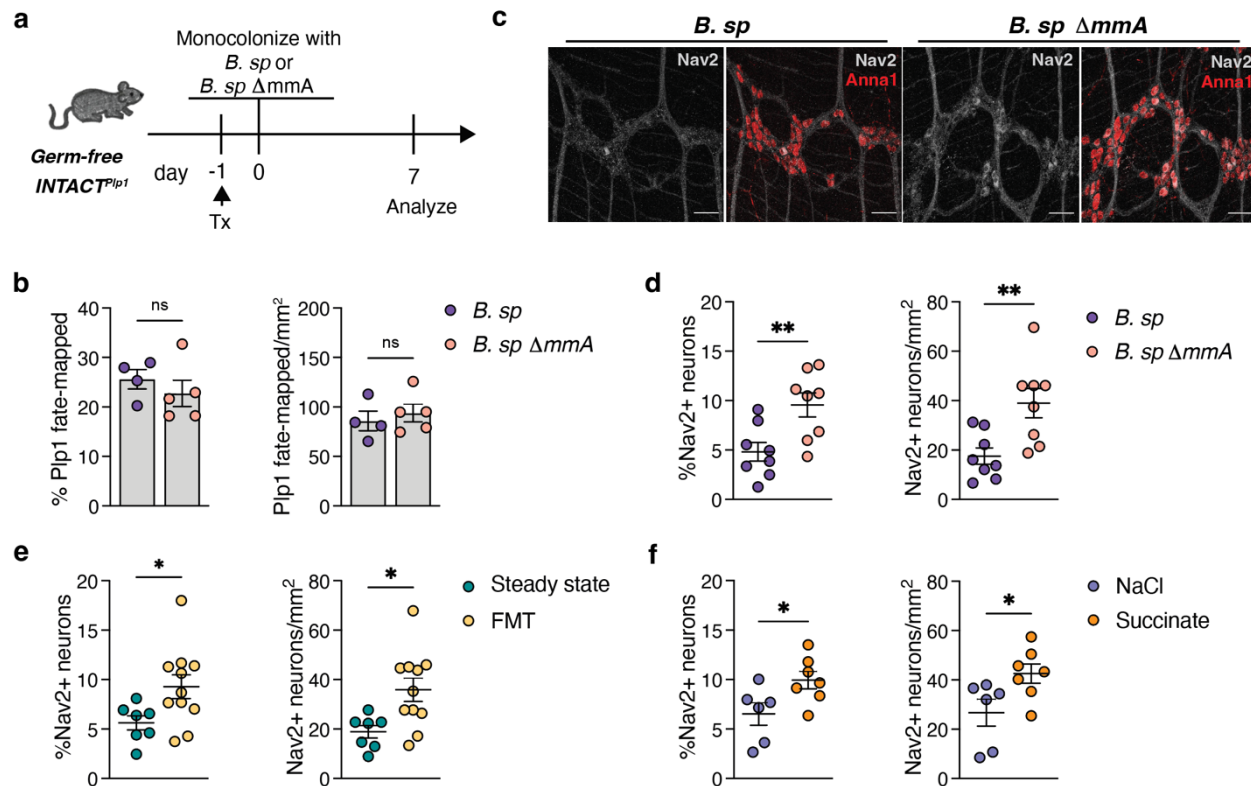 a
Monocolonize with
B. sp or
B. sp ΔmmA
Germ-free
INTACTPlp1
day
-1
0
7
Tx
Analyze
c
B. sp
B. sp ΔmmA
Nav2
Nav2
Anna1
Nav2
Nav2
Anna1
b
% Plp1 fate-mapped
40
30
20
10
0
ns
Plp1 fate-mapped/mm2
200
150
100
50
0
ns
B. sp
B. sp ΔmmA
d
%Nav2+ neurons
20
15
10
5
0
**
Nav2+ neurons/mm2
80
60
40
20
0
**
B. sp
B. sp ΔmmA
e
%Nav2+ neurons
20
15
10
5
0
*
Nav2+ neurons/mm2
80
60
40
20
0
*
Steady state
FMT
f
%Nav2+ neurons
20
15
10
5
0
*
Nav2+ neurons/mm2
80
60
40
20
0
*
NaCl
Succinate